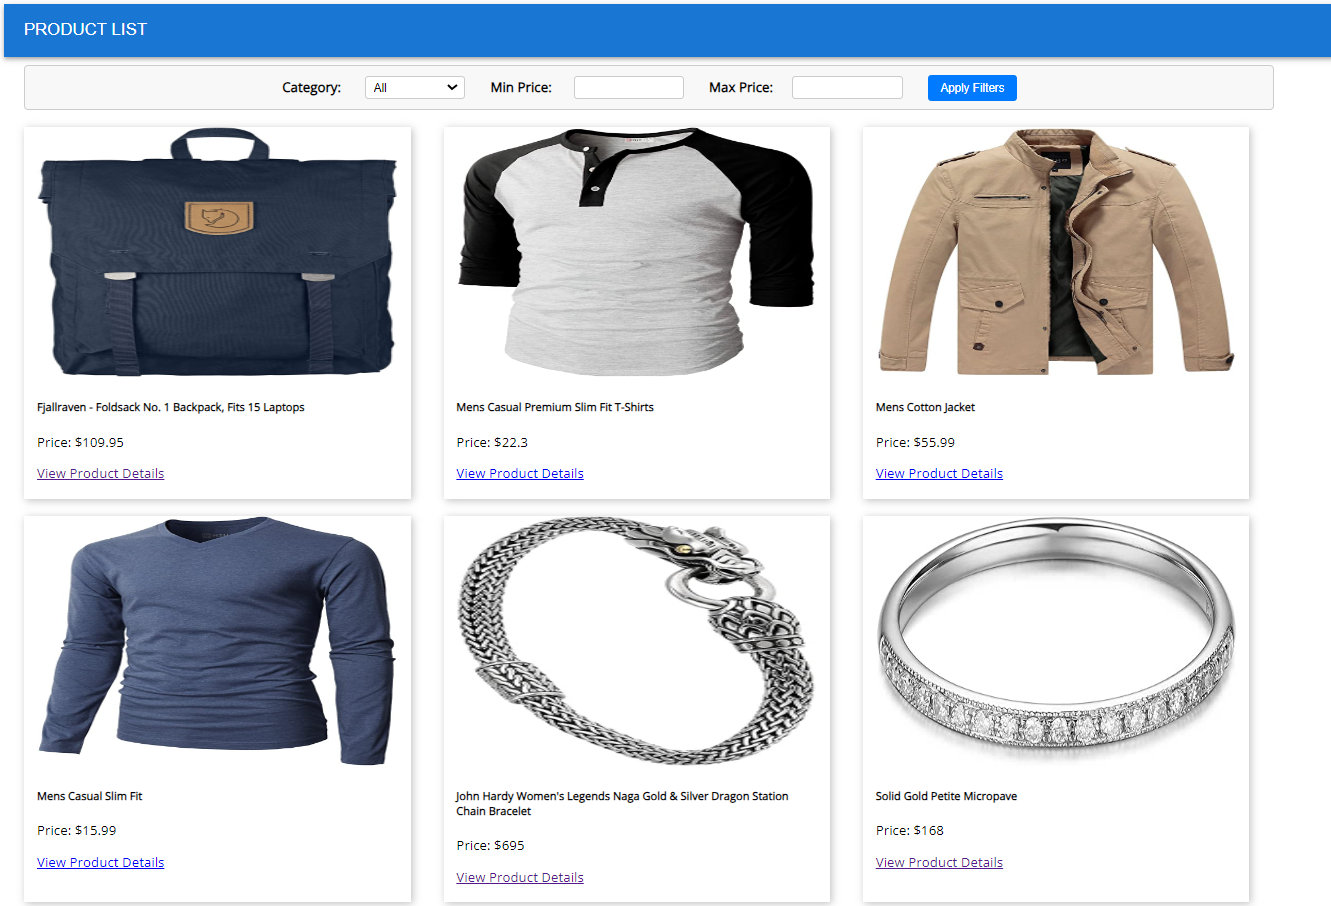 PRODUCT LIST
Category: All Min Price: Max Price: Apply Filters
Fjallraven - Foldsack No. 1 Backpack, Fits 15 Laptops
Price: $109.95
View Product Details
Mens Casual Premium Slim Fit T-Shirts
Price: $22.3
View Product Details
Mens Cotton Jacket
Price: $55.99
View Product Details
Mens Casual Slim Fit
Price: $15.99
View Product Details
John Hardy Women's Legends Naga Gold & Silver Dragon Station
Chain Bracelet
Price: $695
View Product Details
Solid Gold Petite Micropave
Price: $168
View Product Details